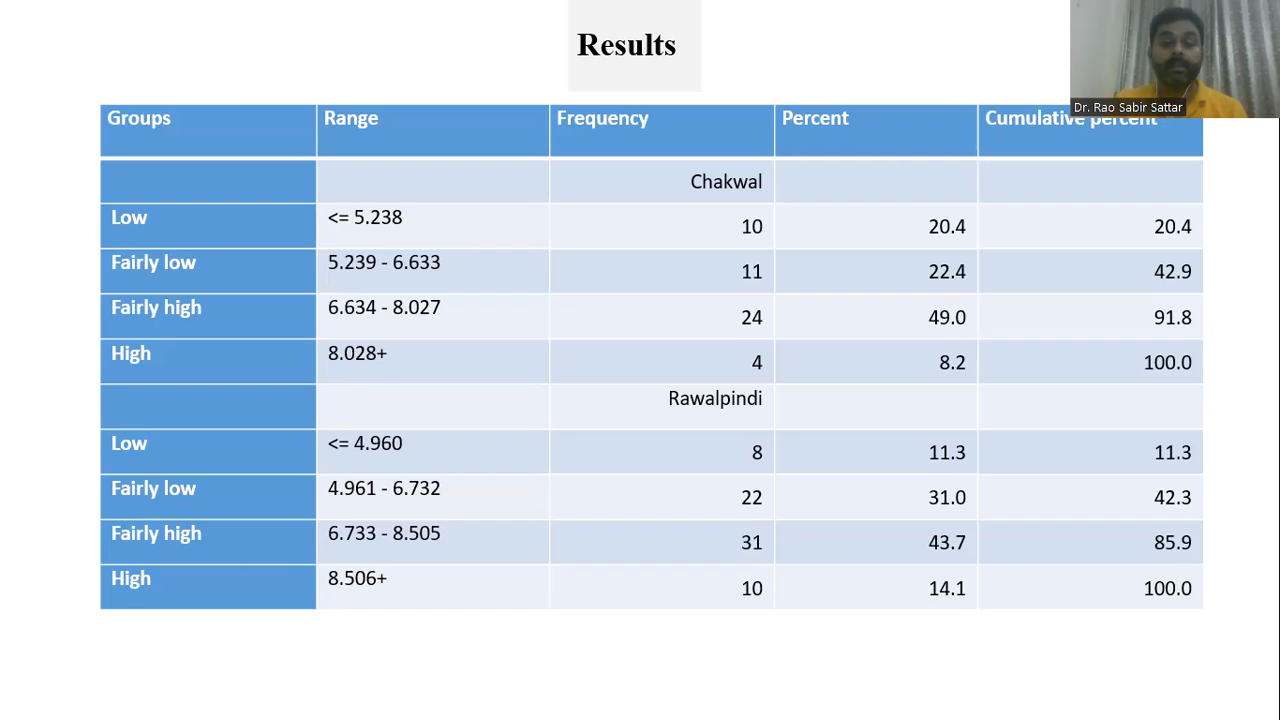 Results
Dr. Rao Sabir Sattar
Groups Range Frequency Percent Cumulative percent
Chakwal
Low <= 5.238 10 20.4 20.4
Fairly low 5.239 - 6.633 11 22.4 42.9
Fairly high 6.634 - 8.027 24 49.0 91.8
High 8.028+ 4 8.2 100.0
Rawalpindi
Low <= 4.960 8 11.3 11.3
Fairly low 4.961 - 6.732 22 31.0 42.3
Fairly high 6.733 - 8.505 31 43.7 85.9
High 8.506+ 10 14.1 100.0